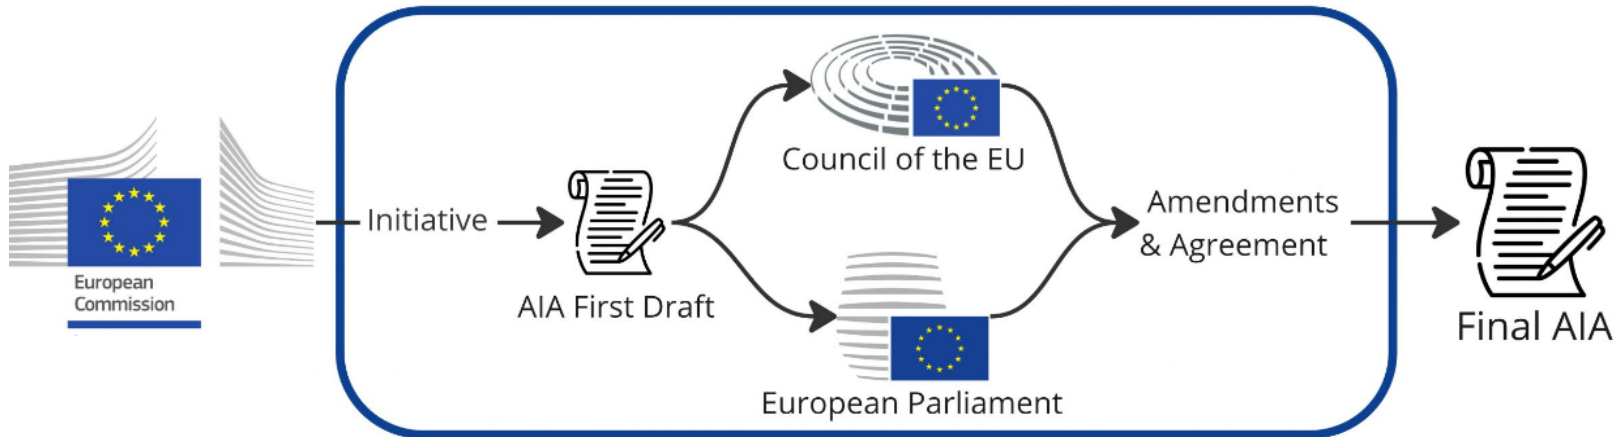 European
Commission
Initiative
AIA First Draft
Council of the EU
European Parliament
Amendments
& Agreement
Final AIA